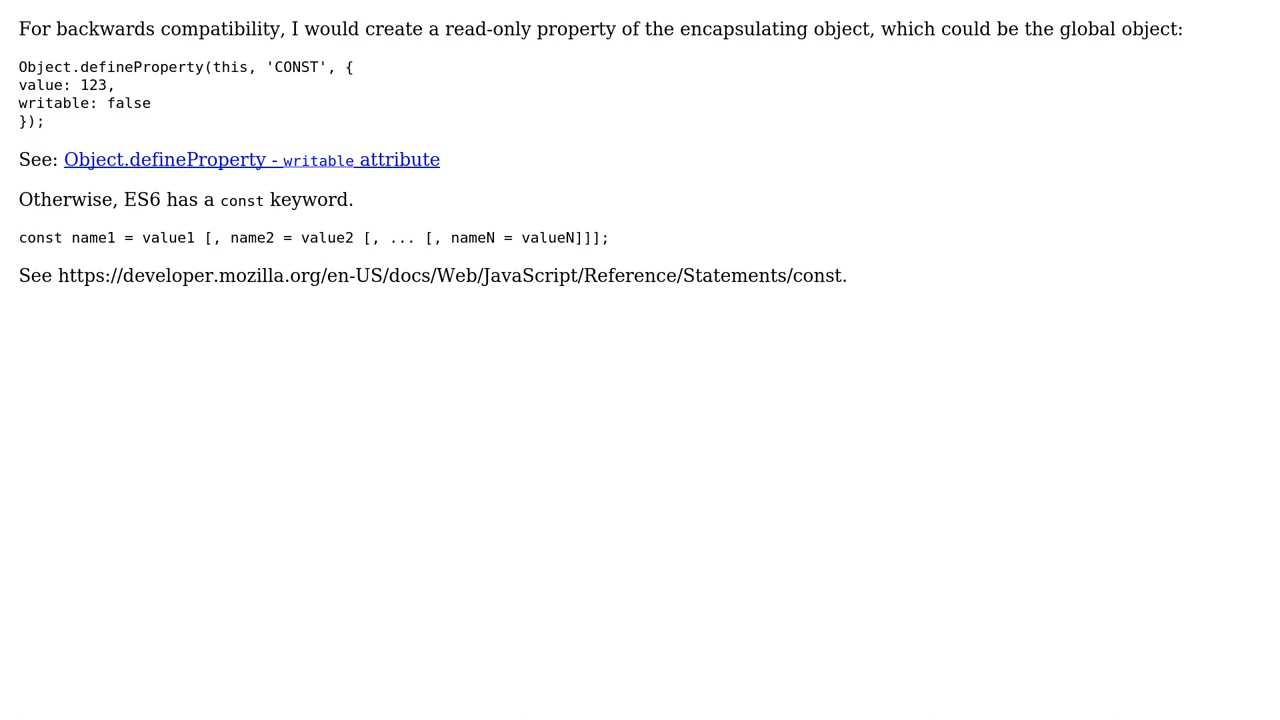 For backwards compatibility, I would create a read-only property of the encapsulating object, which could be the global object:
Object.defineProperty(this, 'CONST', {
value: 123,
writable: false
});
See: Object.defineProperty - writable attribute
Otherwise, ES6 has a const keyword.
const name1 = value1 [, name2 = value2 [, ... [, nameN = valueN]]];
See https://developer.mozilla.org/en-US/docs/Web/JavaScript/Reference/Statements/const.